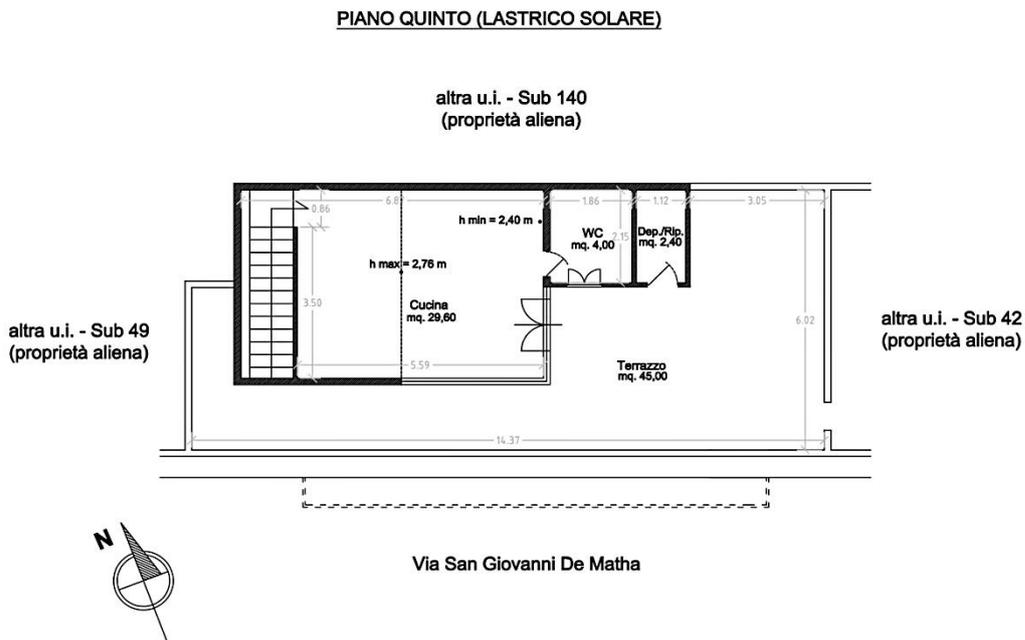 PIANO QUINTO (LASTRICO SOLARE)
altra u.i. - Sub 140
(proprietà aliena)
1.86
1.12
3.05
0.86
h min = 2,40 m
WC
mq. 4,00
2.15
Dep./Rip.
mq. 2,40
h max = 2,76 m
3.50
Cucina
mq. 29,60
6.02
altra u.i. - Sub 49
(proprietà aliena)
altra u.i. - Sub 42
(proprietà aliena)
5.59
Terrazzo
mq. 45,00
14.37
N
Via San Giovanni De Matha